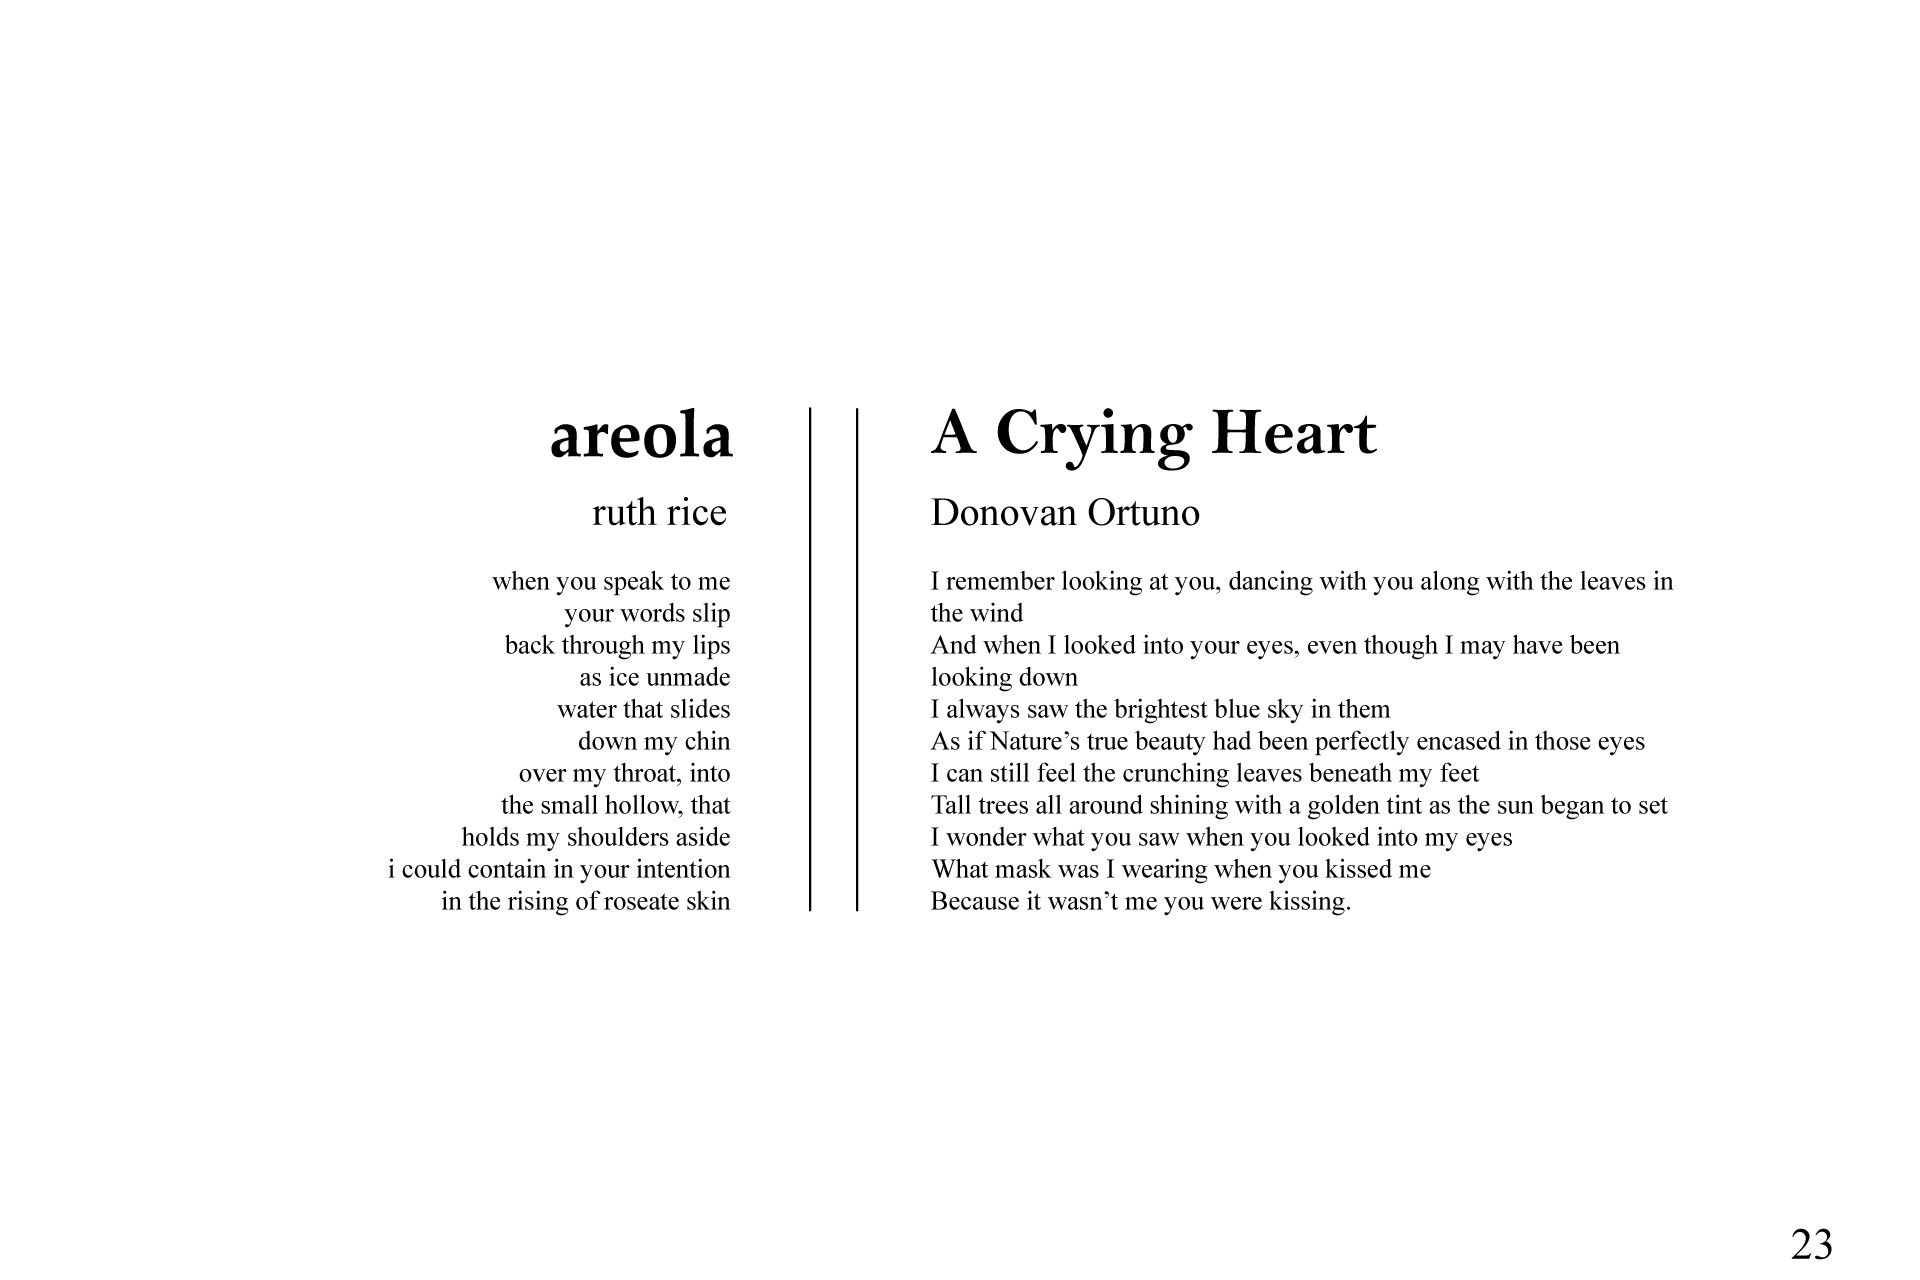 areola
ruth rice
when you speak to me
your words slip
back through my lips
as ice unmade
water that slides
down my chin
over my throat, into
the small hollow, that
holds my shoulders aside
i could contain in your intention
in the rising of roseate skin
A Crying Heart
Donovan Ortuno
I remember looking at you, dancing with you along with the leaves in
the wind
And when I looked into your eyes, even though I may have been
looking down
I always saw the brightest blue sky in them
As if Nature’s true beauty had been perfectly encased in those eyes
I can still feel the crunching leaves beneath my feet
Tall trees all around shining with a golden tint as the sun began to set
I wonder what you saw when you looked into my eyes
What mask was I wearing when you kissed me
Because it wasn’t me you were kissing.
23